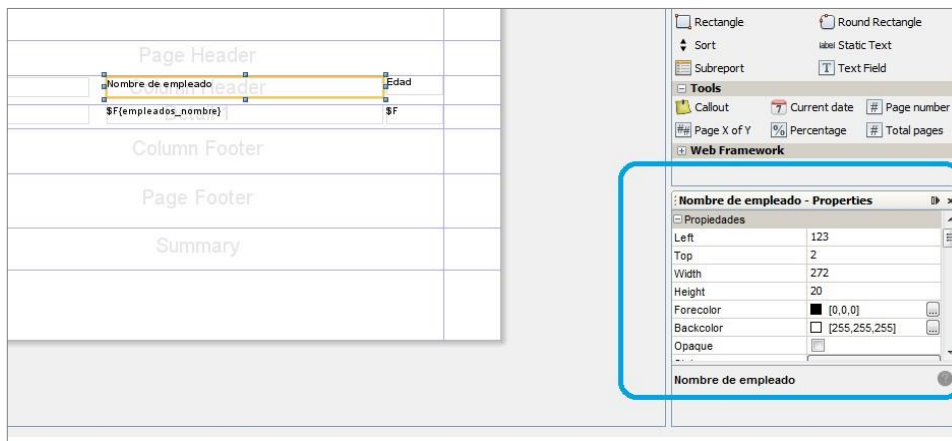 Page Header
Nombre de empleado
Column Header
Edad
$F{empleados_nombre}
$F
Column Footer
Page Footer
Summary
Rectangle
Round Rectangle
Sort
label Static Text
Subreport
T Text Field
Tools
Callout
7 Current date
# Page number
## Page X of Y
% Percentage
# Total pages
Web Framework
Nombre de empleado - Properties
Propiedades
Left 123
Top 2
Width 272
Height 20
Forecolor [0,0,0] ...
Backcolor [255,255,255] ...
Opaque
Nombre de empleado